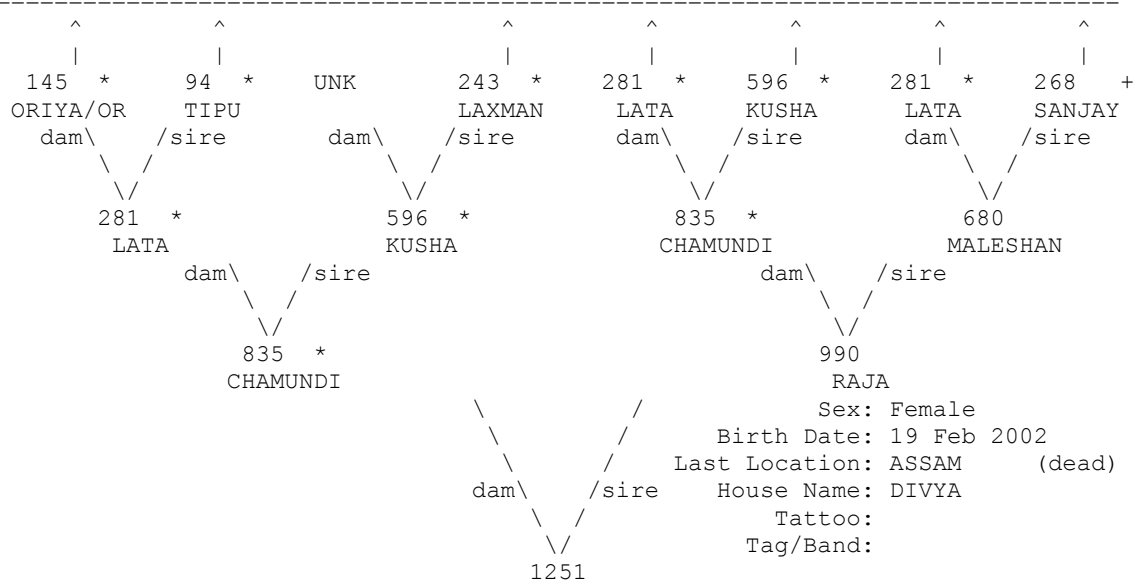 --------------------------------------------------------------------------------
^ ^ ^ ^ ^ ^ ^
| | | | | | |
145 * 94 * UNK 243 * 281 * 596 * 281 * 268 +
ORIYA/OR TIPU LAXMAN LATA KUSHA LATA SANJAY
dam\ /sire dam\ /sire dam\ /sire dam\ /sire
\ / \ / \ / \ /
\/ \/ \/ \/
281 * 596 * 835 * 680
LATA KUSHA CHAMUNDI MALESHAN
dam\ /sire dam\ /sire
\ / \ /
\/ \/
835 * 990
CHAMUNDI RAJA
\ / Sex: Female
\ / Birth Date: 19 Feb 2002
\ / Last Location: ASSAM (dead)
dam\ /sire House Name: DIVYA
\ / Tattoo:
\/ Tag/Band:
1251